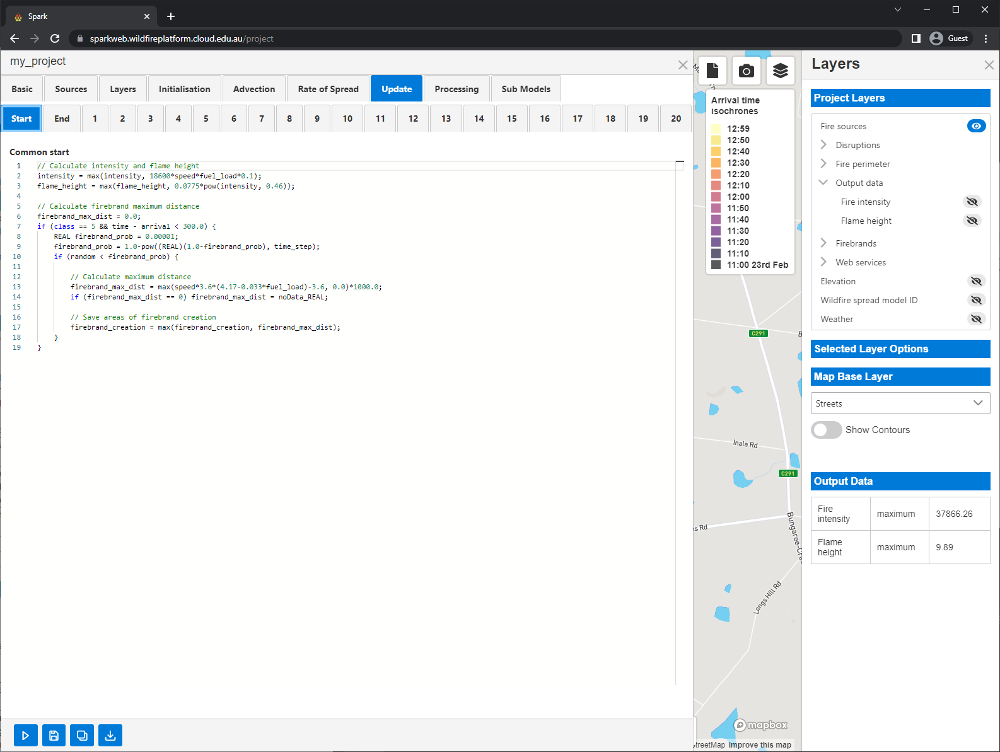 Spark
sparkweb.wildfireplatform.cloud.edu.au/project
Guest
my_project
Basic
Sources
Layers
Initialisation
Advection
Rate of Spread
Update
Processing
Sub Models
Start
End
1
2
3
4
5
6
7
8
9
10
11
12
13
14
15
16
17
18
19
20
Common start
1 // Calculate intensity and flame height
2 intensity = max(intensity, 18600*speed*fuel_load*0.1);
3 flame_height = max(flame_height, 0.0775*pow(intensity, 0.46));
4
5 // Calculate firebrand maximum distance
6 firebrand_max_dist = 0.0;
7 if (class == 5 && time - arrival < 300.0) {
8 REAL firebrand_prob = 0.00001;
9 firebrand_prob = 1.0-pow((REAL)(1.0-firebrand_prob), time_step);
10 if (random < firebrand_prob) {
11
12 // Calculate maximum distance
13 firebrand_max_dist = max(speed*3.6*(4.17-0.033*fuel_load)-3.6, 0.0)*1000.0;
14 if (firebrand_max_dist == 0) firebrand_max_dist = noData_REAL;
15
16 // Save areas of firebrand creation
17 firebrand_creation = max(firebrand_creation, firebrand_max_dist);
18 }
19 }
Arrival time
isochrones
12:59
12:50
12:40
12:30
12:20
12:10
12:00
11:50
11:40
11:30
11:20
11:10
11:00 23rd Feb
C291
Inala Rd
C291
ns Rd
Bungaree-Cres
Longs Hill Rd
mapbox
StreetMap Improve this map
Layers
Project Layers
Fire sources
Disruptions
Fire perimeter
Output data
Fire intensity
Flame height
Firebrands
Web services
Elevation
Wildfire spread model ID
Weather
Selected Layer Options
Map Base Layer
Streets
Show Contours
Output Data
Fire
intensity
maximum
37866.26
Flame
height
maximum
9.89